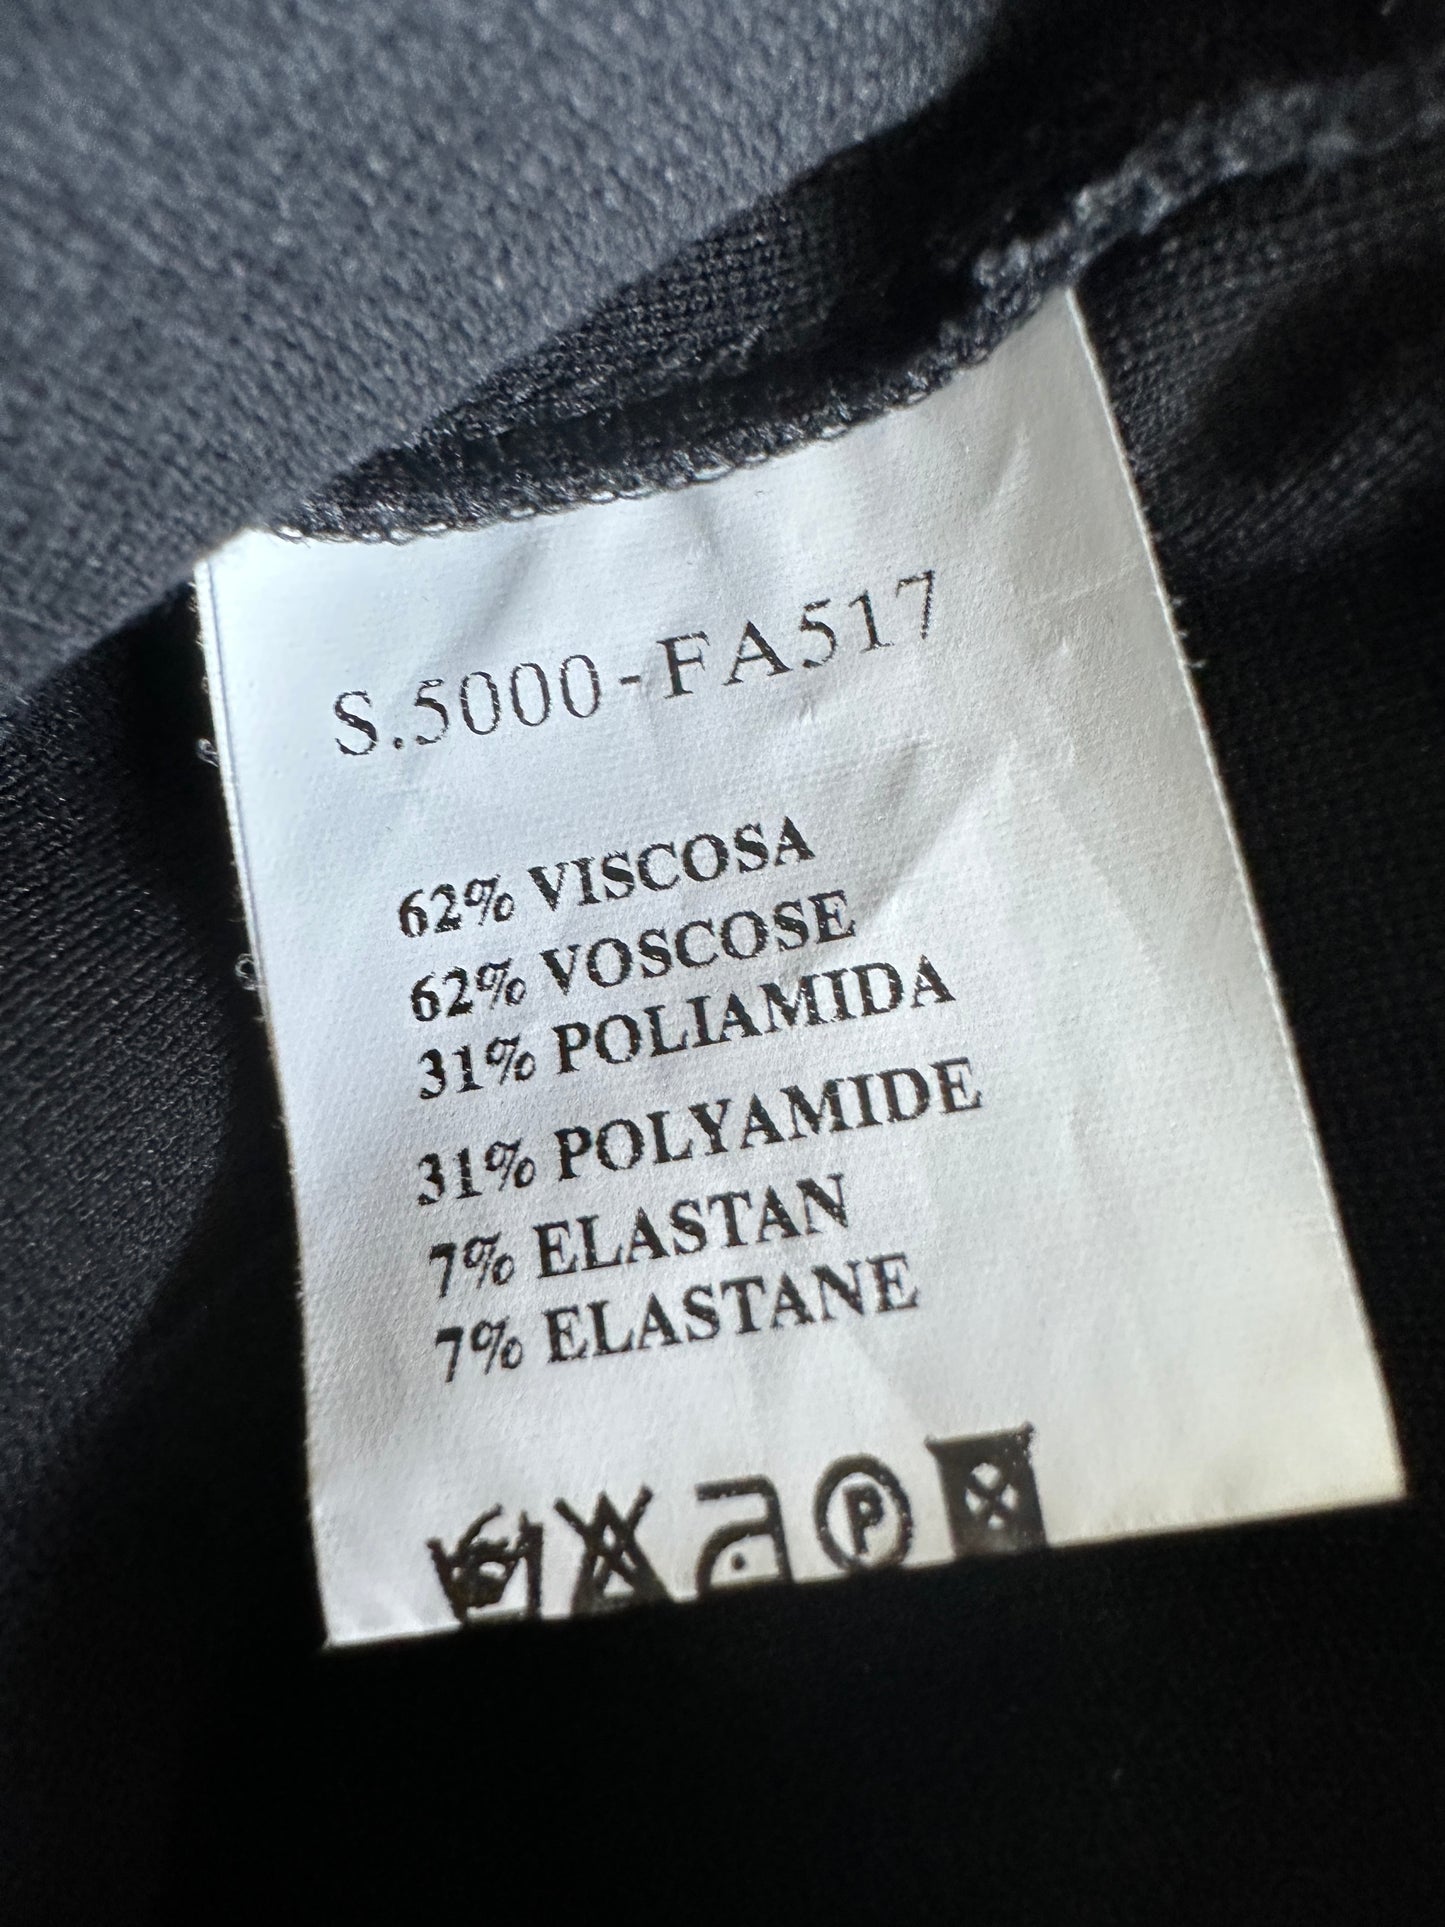 S.5000-FA517
62% VISCOSA
62% VOSCOSE
31% POLIAMIDA
31% POLYAMIDE
7% ELASTAN
7% ELASTANE
P